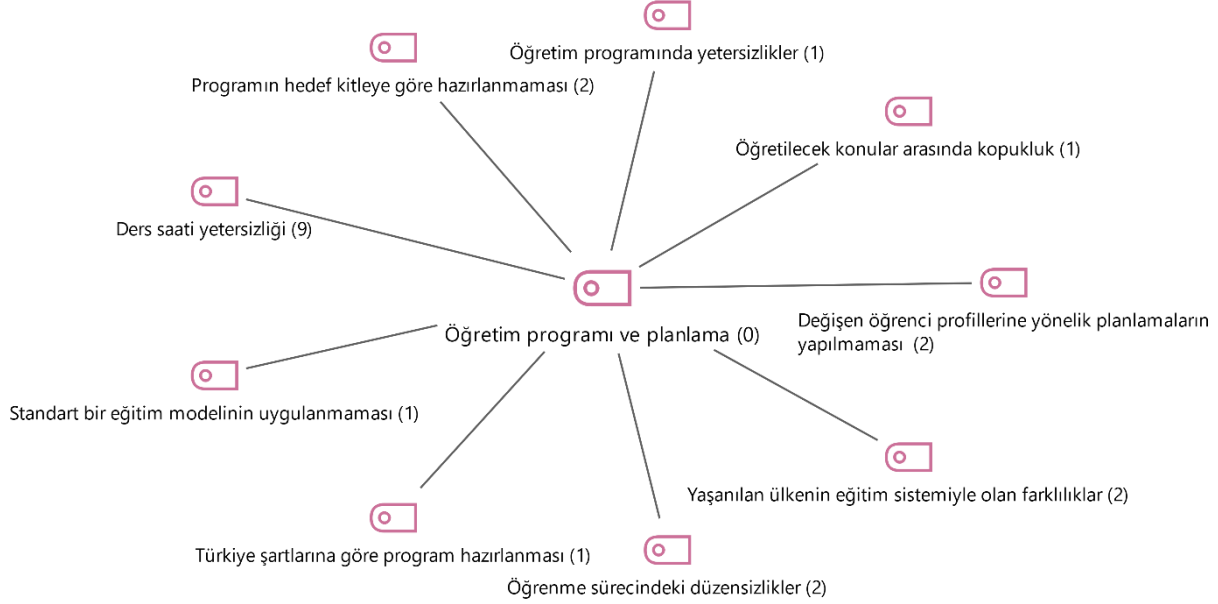 Öğretim programında yetersizlikler (1)
Programın hedef kitleye göre hazırlanmaması (2)
Öğretilecek konular arasında kopukluk (1)
Ders saati yetersizliği (9)
Değişen öğrenci profillerine yönelik planlamaların
yapılmaması (2)
Öğretim programı ve planlama (0)
Standart bir eğitim modelinin uygulanmaması (1)
Yaşanılan ülkenin eğitim sistemiyle olan farklılıklar (2)
Türkiye şartlarına göre program hazırlanması (1)
Öğrenme sürecindeki düzensizlikler (2)